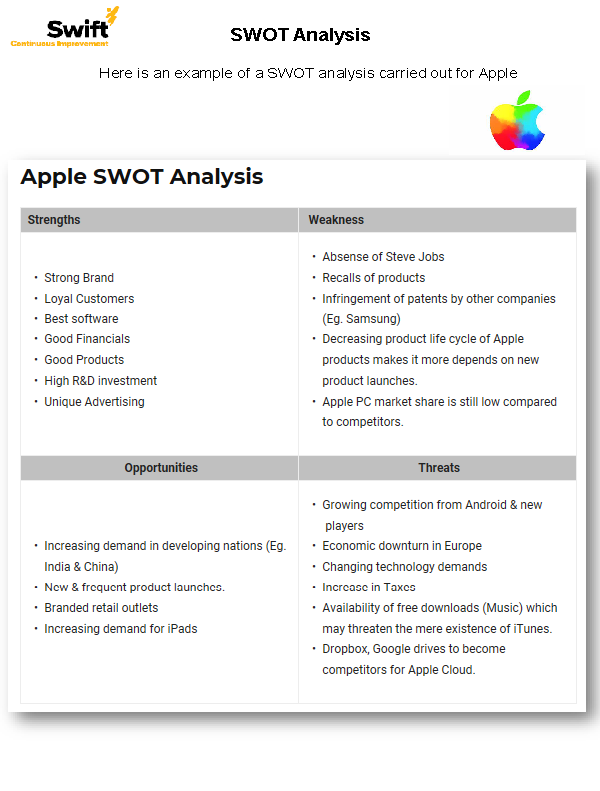 Swift
Continuous Improvement
SWOT Analysis
Here is an example of a SWOT analysis carried out for Apple
Apple SWOT Analysis
Strengths
• Strong Brand
• Loyal Customers
• Best software
• Good Financials
• Good Products
• High R&D investment
• Unique Advertising
Weakness
• Absense of Steve Jobs
• Recalls of products
• Infringement of patents by other companies
(Eg. Samsung)
• Decreasing product life cycle of Apple
products makes it more depends on new
product launches.
• Apple PC market share is still low compared
to competitors.
Opportunities
• Increasing demand in developing nations (Eg.
India & China)
• New & frequent product launches.
• Branded retail outlets
• Increasing demand for iPads
Threats
• Growing competition from Android & new
players
• Economic downturn in Europe
• Changing technology demands
• Increase in Taxes
• Availability of free downloads (Music) which
may threaten the mere existence of iTunes.
• Dropbox, Google drives to become
competitors for Apple Cloud.